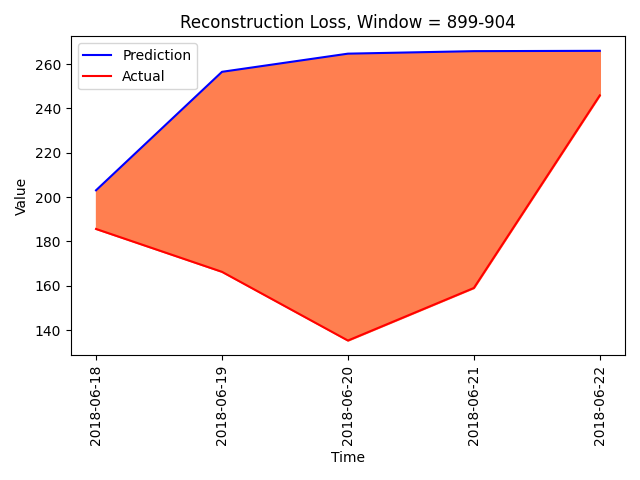 Reconstruction Loss, Window = 899-904
Prediction
Actual
Value
260
240
220
200
180
160
140
2018-06-18
2018-06-19
2018-06-20
2018-06-21
2018-06-22
Time